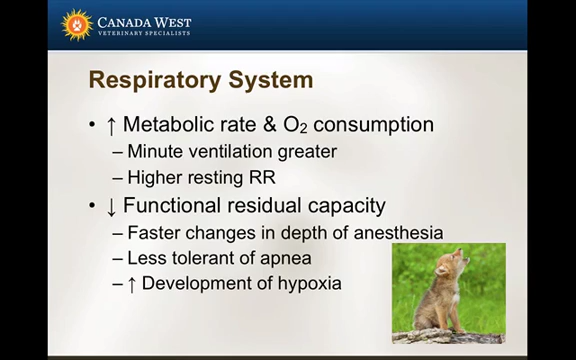 CANADA WEST
VETERINARY SPECIALISTS
Respiratory System
• ↑ Metabolic rate & O₂ consumption
– Minute ventilation greater
– Higher resting RR
• ↓ Functional residual capacity
– Faster changes in depth of anesthesia
– Less tolerant of apnea
– ↑ Development of hypoxia